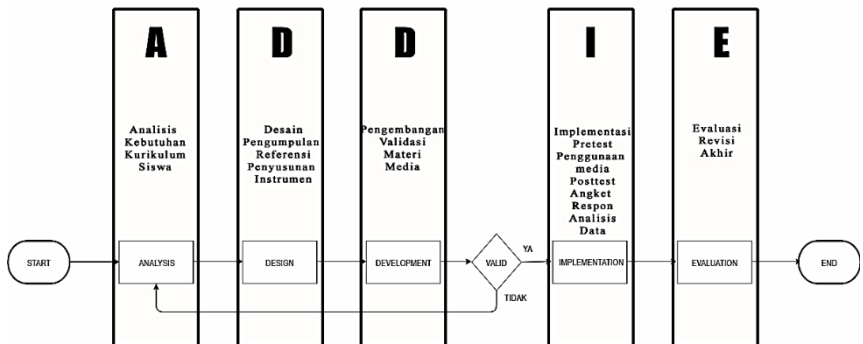 A
D
D
I
E
Analisis
Kebutuhan
Kurikulum
Siswa
Desain
Pengumpulan
Referensi
Penyusunan
Instrumen
Pengembangan
Validasi
Materi
Media
Implementasi
Pretest
Penggunaan
media
Posttest
Angket
Respon
Analisis
Data
Evaluasi
Revisi
Akhir
START
ANALYSIS
DESIGN
DEVELOPMENT
VALID
YA
TIDAK
IMPLEMENTATION
EVALUATION
END